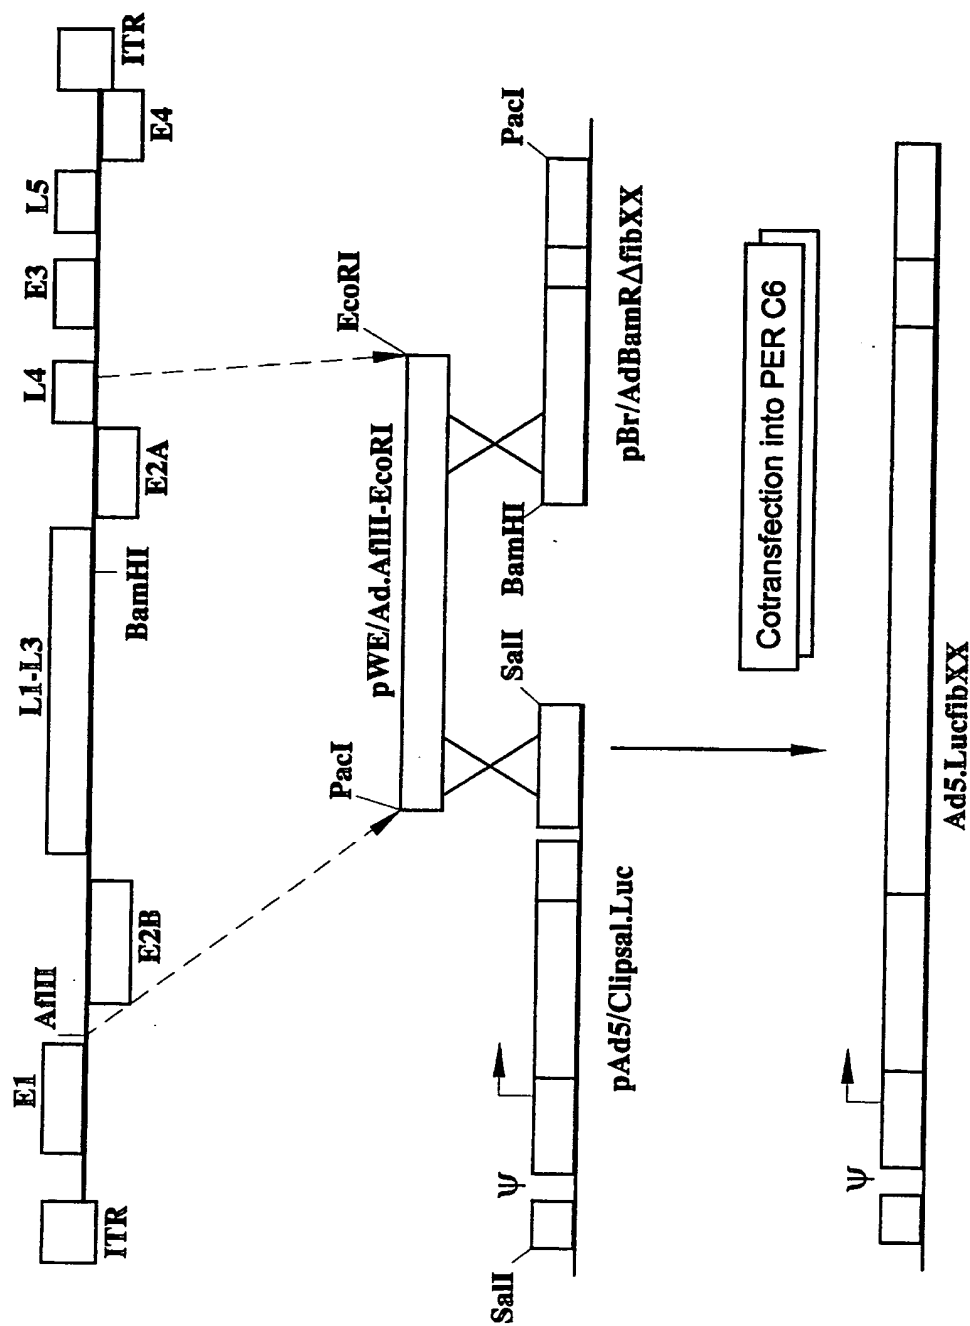 ITR
E1
AflII
E2B
L1-L3
BamHI
E2A
L4
E3
L5
E4
ITR
PacI
pWE/Ad.AflII-EcoRI
EcoRI
SalI
Ψ
pAd5/Clipsal.Luc
SalI
BamHI
pBr/AdBamRΔfibXX
PacI
Cotransfection into PER C6
Ψ
Ad5.LucfibXX